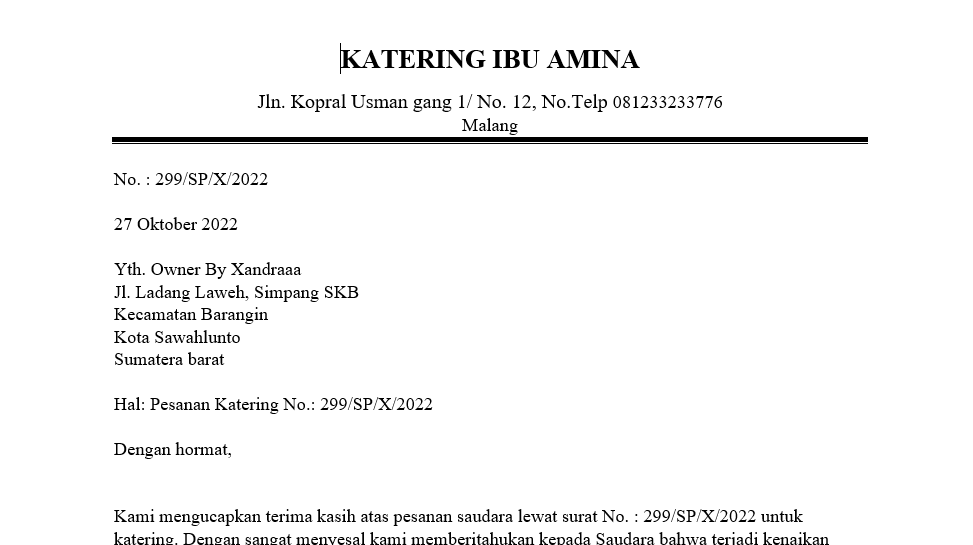 KATERING IBU AMINA
Jln. Kopral Usman gang 1/ No. 12, No.Telp 081233233776
Malang
No. : 299/SP/X/2022
27 Oktober 2022
Yth. Owner By Xandraaa
Jl. Ladang Laweh, Simpang SKB
Kecamatan Barangin
Kota Sawahlunto
Sumatera barat
Hal: Pesanan Katering No.: 299/SP/X/2022
Dengan hormat,
Kami mengucapkan terima kasih atas pesanan saudara lewat surat No. : 299/SP/X/2022 untuk
katering. Dengan sangat menyesal kami memberitahukan kepada Saudara bahwa terjadi kenaikan